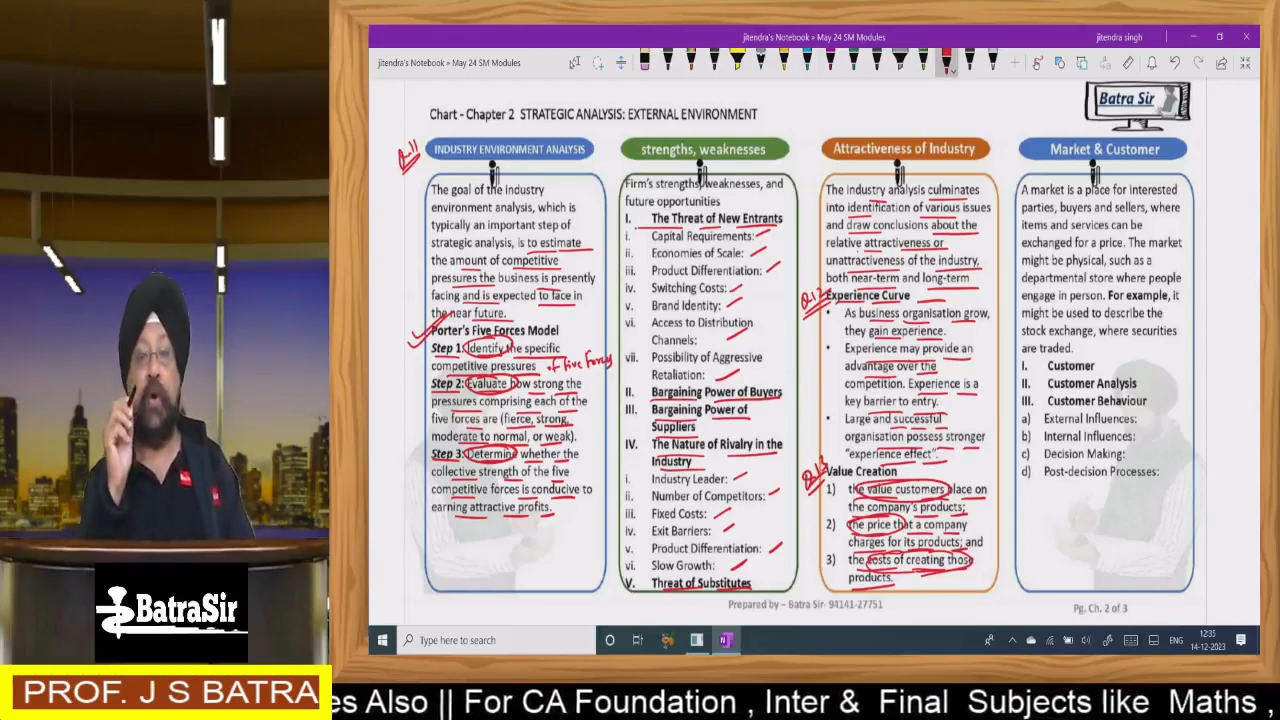 jitendra's Notebook » May 24 SM Modules
jitendra singh
jitendra's Notebook » May 24 SM Modules
Chart - Chapter 2 STRATEGIC ANALYSIS: EXTERNAL ENVIRONMENT
Batra Sir
Q.11
INDUSTRY ENVIRONMENT ANALYSIS
The goal of the industry
environment analysis, which is
typically an important step of
strategic analysis, is to estimate
the amount of competitive
pressures the business is presently
facing and is expected to face in
the near future.
Porter's Five Forces Model
Step 1: Identify the specific
competitive pressures of five forces
Step 2: Evaluate how strong the
pressures comprising each of the
five forces are (fierce, strong,
moderate to normal, or weak).
Step 3: Determine whether the
collective strength of the five
competitive forces is conducive to
earning attractive profits.
strengths, weaknesses
Firm's strengths, weaknesses, and
future opportunities
I. The Threat of New Entrants
i. Capital Requirements:
ii. Economies of Scale:
iii. Product Differentiation:
iv. Switching Costs:
v. Brand Identity:
vi. Access to Distribution
Channels:
vii. Possibility of Aggressive
Retaliation:
II. Bargaining Power of Buyers
III. Bargaining Power of
Suppliers
IV. The Nature of Rivalry in the
Industry
i. Industry Leader:
ii. Number of Competitors:
iii. Fixed Costs:
iv. Exit Barriers:
v. Product Differentiation:
vi. Slow Growth:
V. Threat of Substitutes
Attractiveness of Industry
The industry analysis culminates
into identification of various issues
and draw conclusions about the
relative attractiveness or
unattractiveness of the industry,
both near-term and long-term
Q.12
Experience Curve
• As business organisation grow,
they gain experience.
• Experience may provide an
advantage over the
competition. Experience is a
key barrier to entry.
• Large and successful
organisation possess stronger
"experience effect".
Q.13
Value Creation
1) the value customers place on
the company's products;
2) the price that a company
charges for its products; and
3) the costs of creating those
products.
Market & Customer
A market is a place for interested
parties, buyers and sellers, where
items and services can be
exchanged for a price. The market
might be physical, such as a
departmental store where people
engage in person. For example, it
might be used to describe the
stock exchange, where securities
are traded.
I. Customer
II. Customer Analysis
III. Customer Behaviour
a) External Influences:
b) Internal Influences:
c) Decision Making:
d) Post-decision Processes:
Prepared by – Batra Sir- 94141-27751
Pg. Ch. 2 of 3
Type here to search
ENG
12:35
14-12-2023
BatraSir
PROF. J S BATRA
es Also || For CA Foundation , Inter & Final Subjects like Maths ,